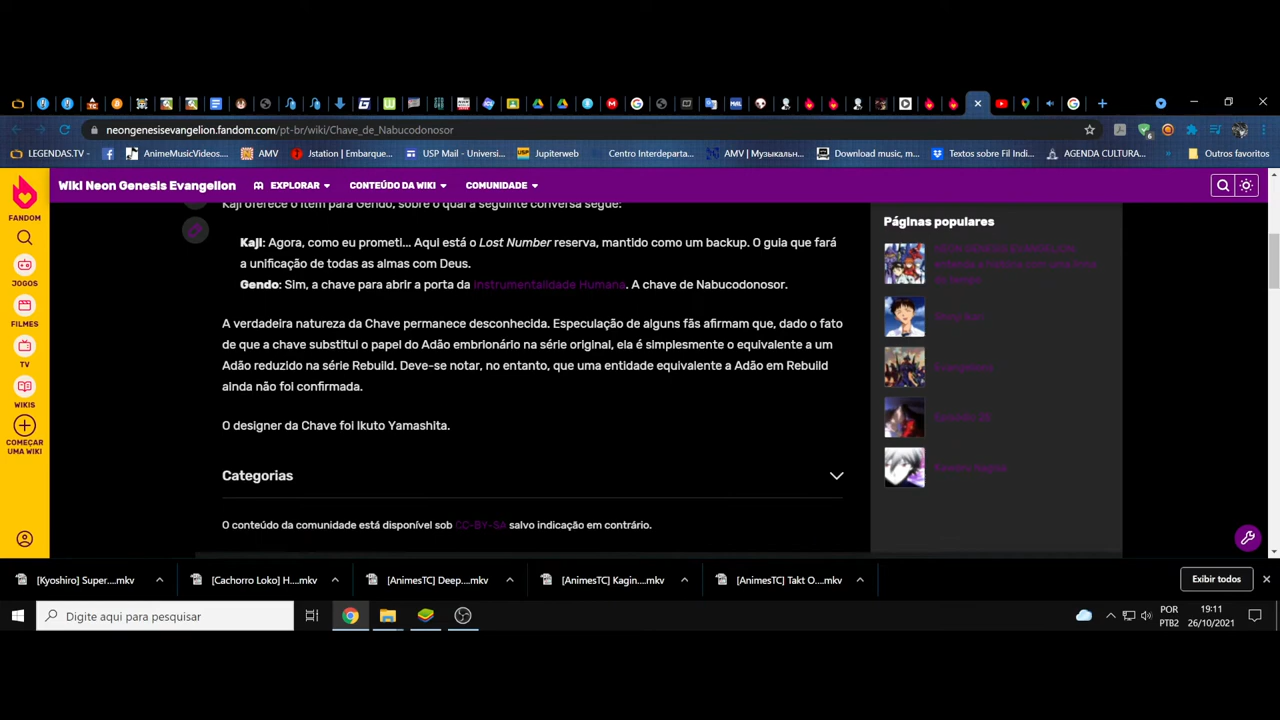 neongenesisevangelion.fandom.com/pt-br/wiki/Chave_de_Nabucodonosor
LEGENDAS.TV - AnimeMusicVideos.... AMV Jstation | Embarque... USP Mail - Universi... Jupiterweb Centro Interdeparta... AMV | Музыкальн... Download music, m... Textos sobre Fil Indi... AGENDA CULTURA... » Outros favoritos
Wiki Neon Genesis Evangelion EXPLORAR CONTEÚDO DA WIKI COMUNIDADE
FANDOM
JOGOS
FILMES
TV
WIKIS
COMEÇAR
UMA WIKI
Kaji oferece o item para Gendo, sobre o qual a seguinte conversa segue:
Kaji: Agora, como eu prometi... Aqui está o Lost Number reserva, mantido como um backup. O guia que fará
a unificação de todas as almas com Deus.
Gendo: Sim, a chave para abrir a porta da Instrumentalidade Humana. A chave de Nabucodonosor.
A verdadeira natureza da Chave permanece desconhecida. Especulação de alguns fãs afirmam que, dado o fato
de que a chave substitui o papel do Adão embrionário na série original, ela é simplesmente o equivalente a um
Adão reduzido na série Rebuild. Deve-se notar, no entanto, que uma entidade equivalente a Adão em Rebuild
ainda não foi confirmada.
O designer da Chave foi Ikuto Yamashita.
Categorias
O conteúdo da comunidade está disponível sob CC-BY-SA salvo indicação em contrário.
Páginas populares
Shinji Ikari
Evangelions
Kaworu Nagisa
[Kyoshiro] Super....mkv [Cachorro Loko] H....mkv [AnimesTC] Deep....mkv [AnimesTC] Kagin....mkv [AnimesTC] Takt O....mkv Exibir todos
Digite aqui para pesquisar
POR
PTB2
19:11
26/10/2021